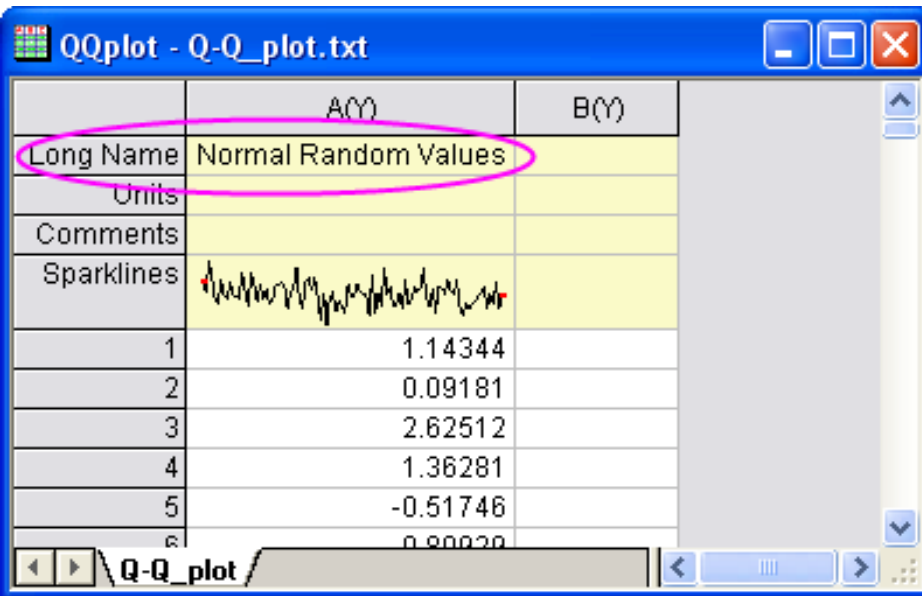 QQplot - Q-Q_plot.txt
A(Y) B(Y)
Long Name Normal Random Values
Units
Comments
Sparklines
1 1.14344
2 0.09181
3 2.62512
4 1.36281
5 -0.51746
6
Q-Q_plot